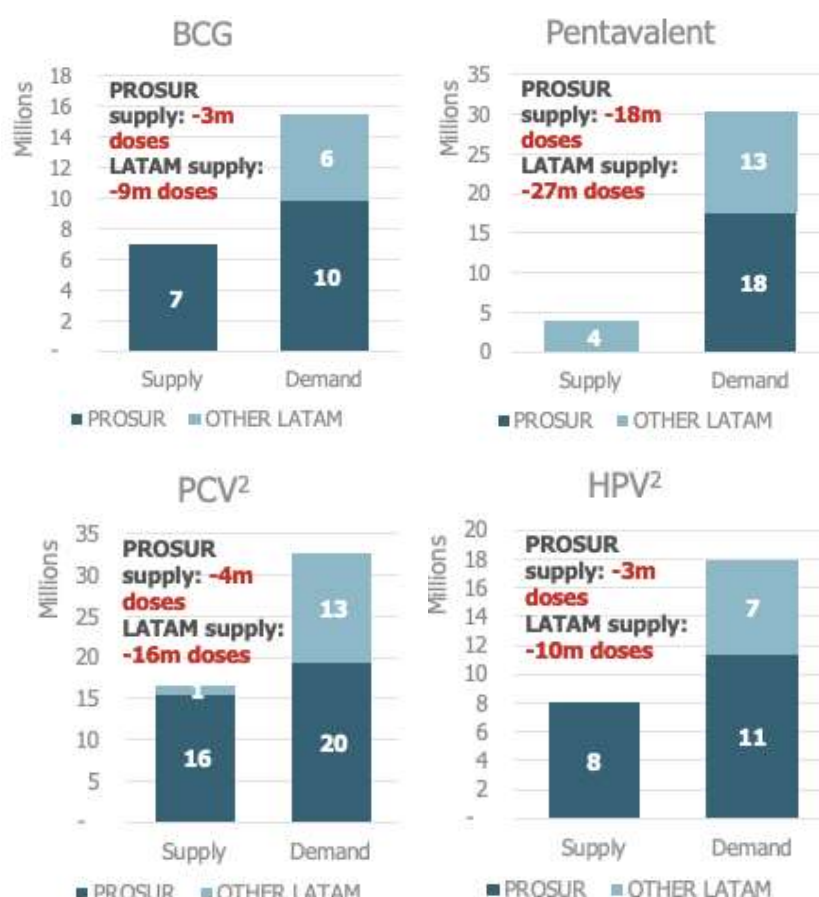 BCG
Millions
18
16
14
12
10
8
6
4
2
-
PROSUR
supply: -3m
doses
LATAM supply:
-9m doses
7
6
10
Supply Demand
PROSUR OTHER LATAM
Pentavalent
Millions
35
30
25
20
15
10
5
0
PROSUR
supply: -18m
doses
LATAM supply:
-27m doses
4
13
18
Supply Demand
PROSUR OTHER LATAM
PCV²
Millions
35
30
25
20
15
10
5
-
PROSUR
supply: -4m
doses
LATAM supply:
-16m doses
1
16
13
20
Supply Demand
PROSUR OTHER LATAM
HPV²
Millions
20
18
16
14
12
10
8
6
4
2
-
PROSUR
supply: -3m
doses
LATAM supply:
-10m doses
8
7
11
Supply Demand
PROSUR OTHER LATAM